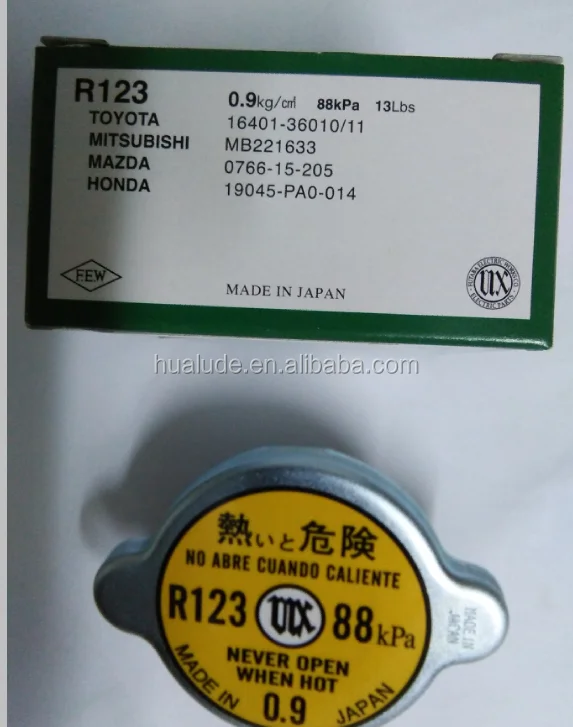 R123 0.9kg/c㎡ 88kPa 13Lbs
TOYOTA 16401-36010/11
MITSUBISHI MB221633
MAZDA 0766-15-205
HONDA 19045-PA0-014
F.E.W
MADE IN JAPAN
ELECTRIC PARTS
hualude.en.alibaba.com
熱いと危険
NO ABRE CUANDO CALIENTE
R123 88kPa
NEVER OPEN
WHEN HOT
MADE IN 0.9 JAPAN
MADE IN
JAPAN